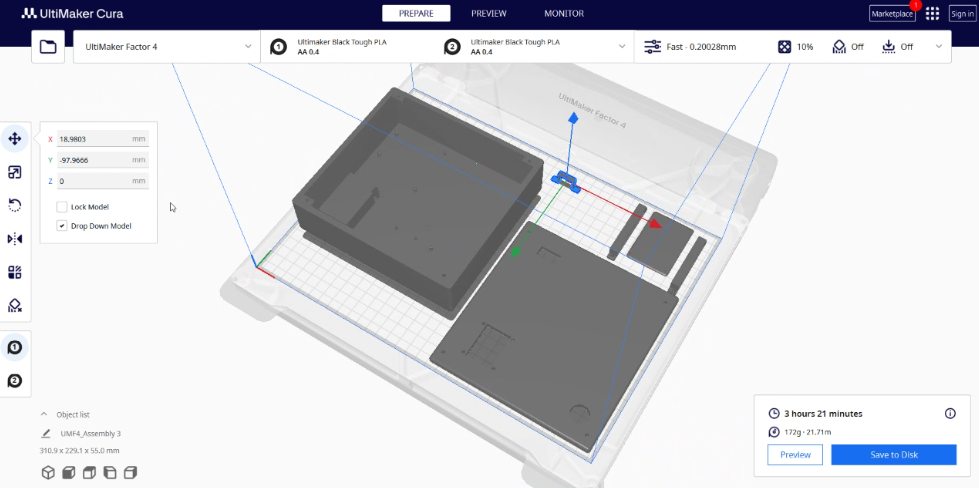 UltiMaker Cura
PREPARE
PREVIEW
MONITOR
Marketplace
1
Sign in
UltiMaker Factor 4
1
Ultimaker Black Tough PLA
AA 0.4
2
Ultimaker Black Tough PLA
AA 0.4
Fast - 0.20028mm
10%
Off
Off
UltiMaker Factor 4
X 18.9803 mm
Y -97.9666 mm
Z 0 mm
Lock Model
Drop Down Model
1
2
Object list
UMF4_Assembly 3
310.9 x 229.1 x 55.0 mm
3 hours 21 minutes
172g · 21.71m
Preview
Save to Disk